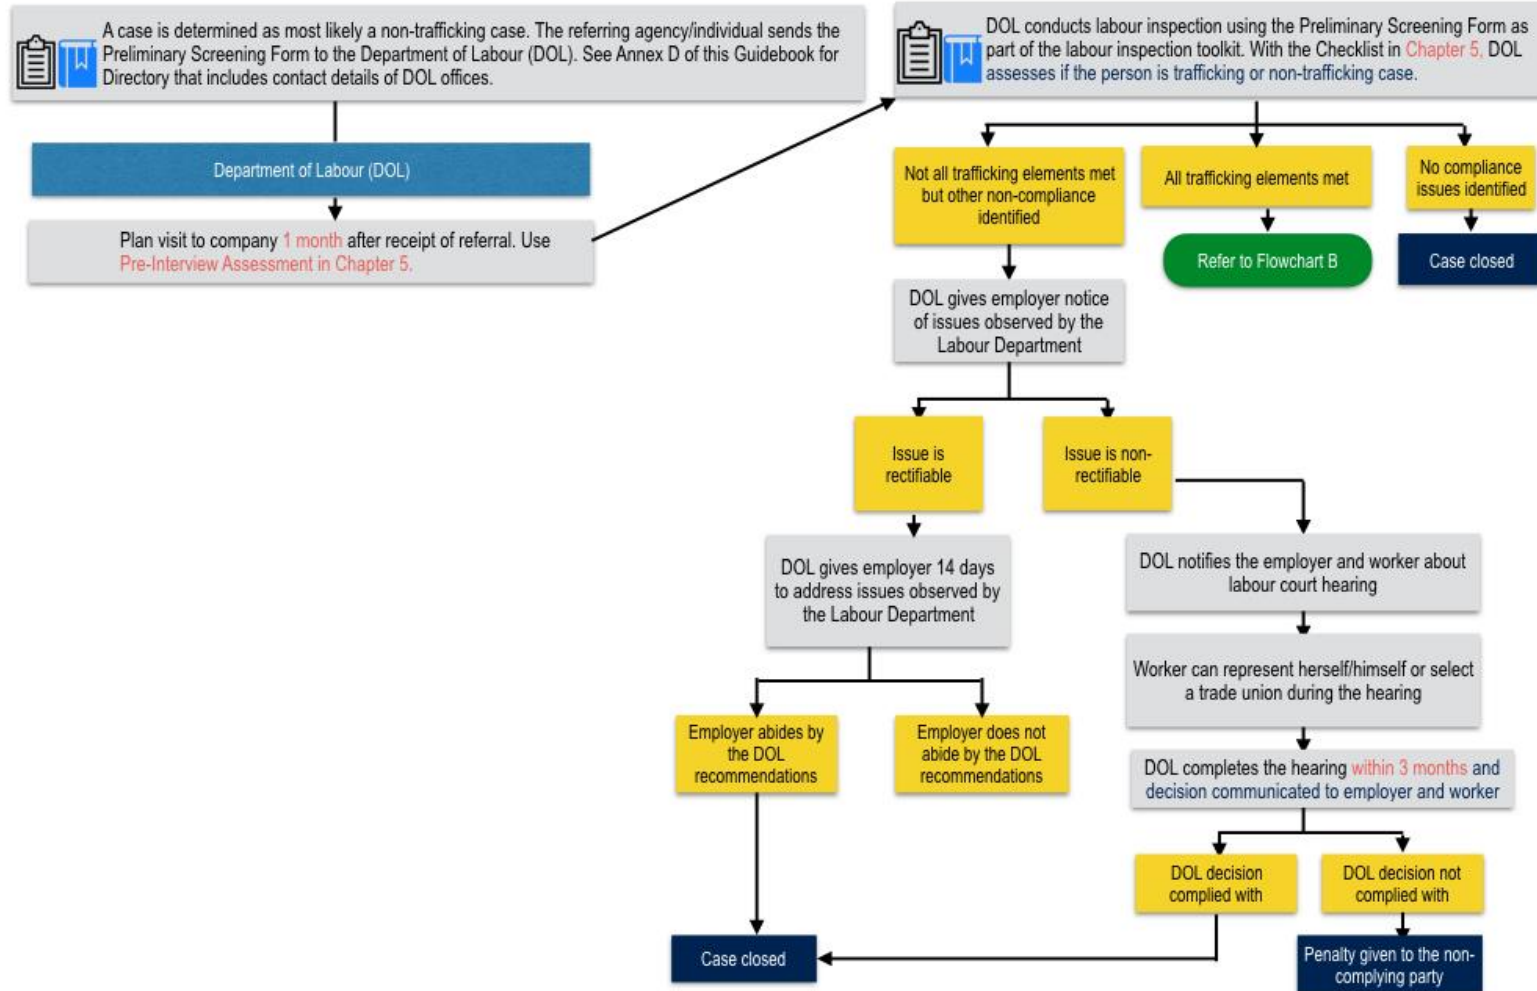 A case is determined as most likely a non-trafficking case. The referring agency/individual sends the
Preliminary Screening Form to the Department of Labour (DOL). See Annex D of this Guidebook for
Directory that includes contact details of DOL offices.
Department of Labour (DOL)
Plan visit to company 1 month after receipt of referral. Use
Pre-Interview Assessment in Chapter 5.
DOL conducts labour inspection using the Preliminary Screening Form as
part of the labour inspection toolkit. With the Checklist in Chapter 5, DOL
assesses if the person is trafficking or non-trafficking case.
Not all trafficking elements met
but other non-compliance
identified
All trafficking elements met
No compliance
issues identified
Refer to Flowchart B
Case closed
DOL gives employer notice
of issues observed by the
Labour Department
Issue is
rectifiable
Issue is non-
rectifiable
DOL gives employer 14 days
to address issues observed by
the Labour Department
DOL notifies the employer and worker about
labour court hearing
Worker can represent herself/himself or select
a trade union during the hearing
Employer abides by
the DOL
recommendations
Employer does not
abide by the DOL
recommendations
DOL completes the hearing within 3 months and
decision communicated to employer and worker
DOL decision
complied with
DOL decision not
complied with
Case closed
Penalty given to the non-
complying party